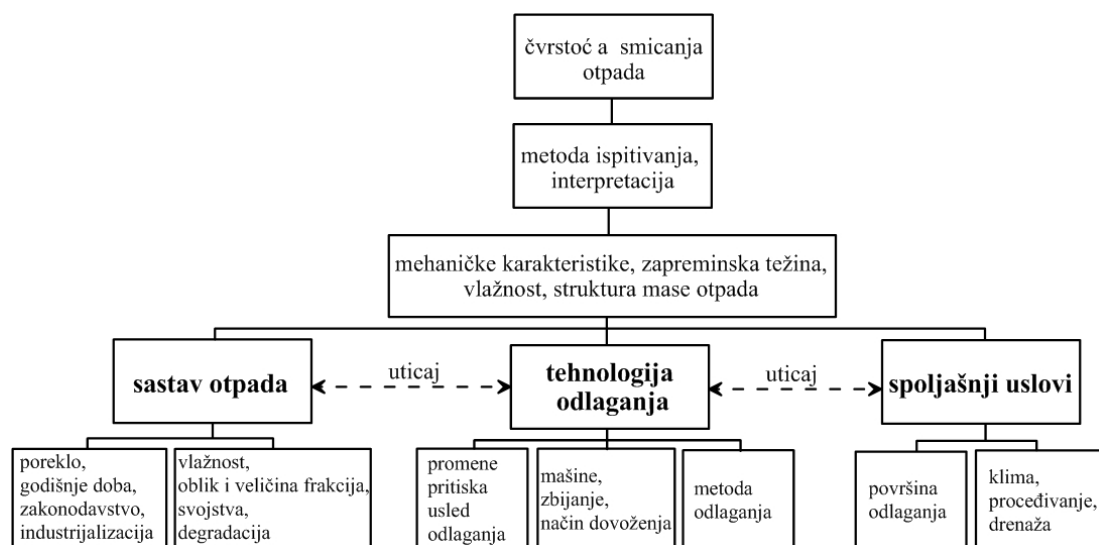 čvrstoć a smicanja
otpada
metoda ispitivanja,
interpretacija
mehaničke karakteristike, zapreminska težina,
vlažnost, struktura mase otpada
sastav otpada
uticaj
tehnologija
odlaganja
uticaj
spoljašnji uslovi
poreklo,
godišnje doba,
zakonodavstvo,
industrijalizacija
vlažnost,
oblik i veličina frakcija,
svojstva,
degradacija
promene
pritiska
usled
odlaganja
mašine,
zbijanje,
način dovoženja
metoda
odlaganja
površina
odlaganja
klima,
proceđivanje,
drenaža